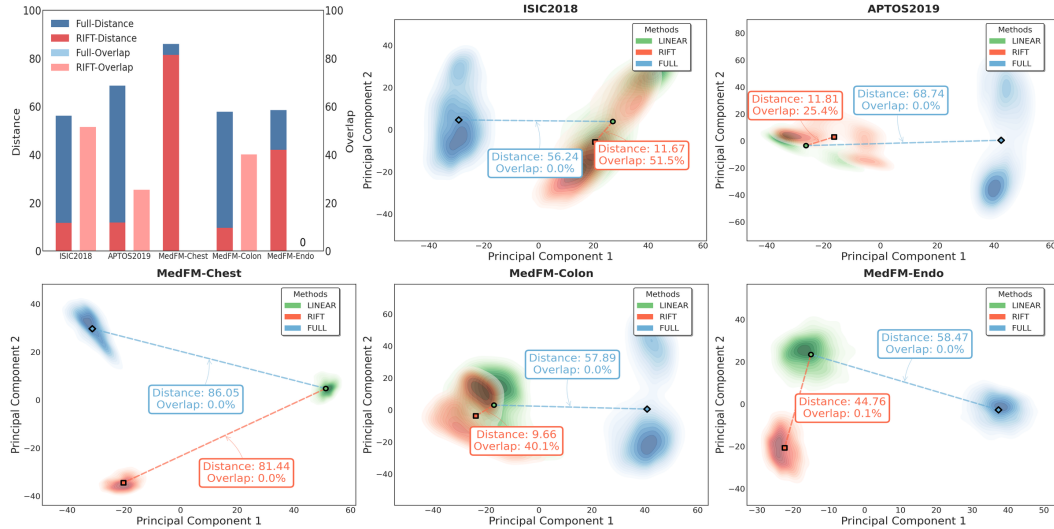 100
80
60
40
20
0
Distance
Full-Distance
RIFT-Distance
Full-Overlap
RIFT-Overlap
0
100
80
60
40
20
0
Overlap
ISIC2018
APTOS2019
MedFM-Chest
MedFM-Colon
MedFM-Endo
ISIC2018
Methods
LINEAR
RIFT
FULL
Distance: 56.24
Overlap: 0.0%
Distance: 11.67
Overlap: 51.5%
40
20
0
−20
−40
Principal Component 2
−40
−20
0
20
40
60
Principal Component 1
APTOS2019
Methods
LINEAR
RIFT
FULL
Distance: 11.81
Overlap: 25.4%
Distance: 68.74
Overlap: 0.0%
80
60
40
20
0
−20
−40
−60
Principal Component 2
−40
−20
0
20
40
60
Principal Component 1
MedFM-Chest
Methods
LINEAR
RIFT
FULL
Distance: 86.05
Overlap: 0.0%
Distance: 81.44
Overlap: 0.0%
40
20
0
−20
−40
Principal Component 2
−40
−20
0
20
40
60
Principal Component 1
MedFM-Colon
Methods
LINEAR
RIFT
FULL
Distance: 57.89
Overlap: 0.0%
Distance: 9.66
Overlap: 40.1%
60
40
20
0
−20
−40
Principal Component 2
−40
−20
0
20
40
60
Principal Component 1
MedFM-Endo
Methods
LINEAR
RIFT
FULL
Distance: 58.47
Overlap: 0.0%
Distance: 44.76
Overlap: 0.1%
40
20
0
−20
−40
Principal Component 2
−30
−20
−10
0
10
20
30
40
50
Principal Component 1